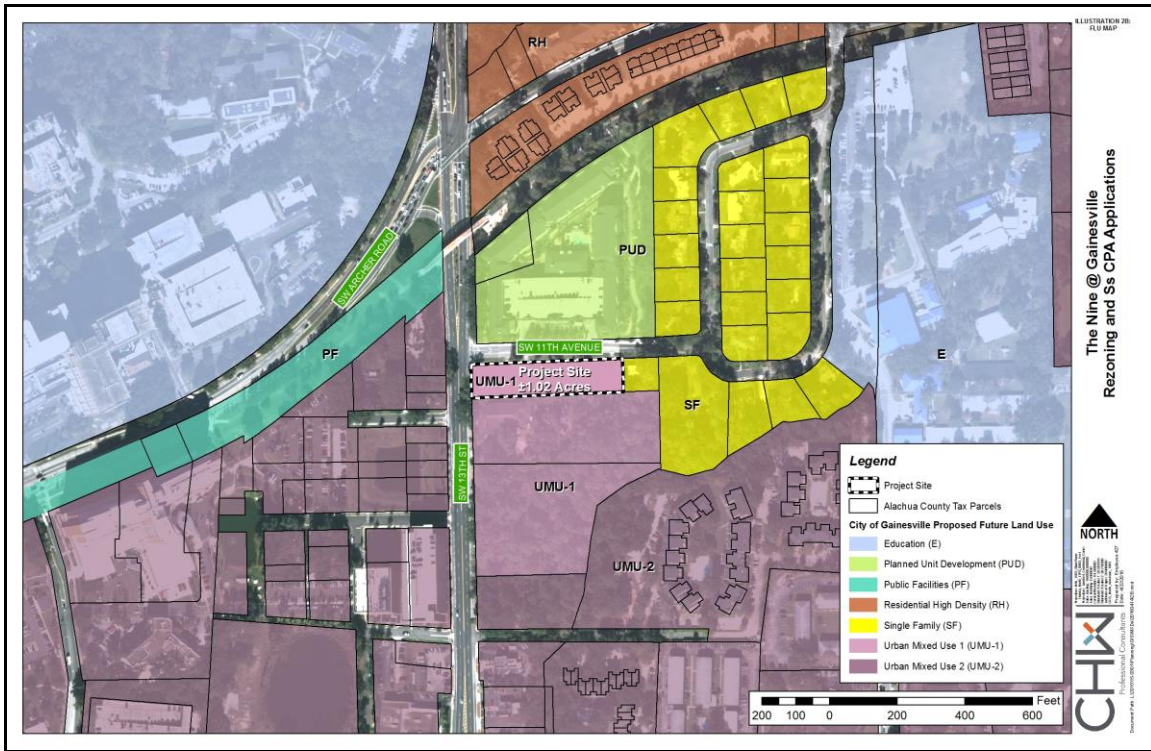 ILLUSTRATION 2B:
FLU MAP
The Nine @ Gainesville
Rezoning and Ss CPA Applications
RH
PUD
SW ARCHER ROAD
PF
SW 11TH AVENUE
E
UMU-1
Project Site
±1.02 Acres
SF
SW 13TH ST
UMU-1
UMU-2
Legend
Project Site
Alachua County Tax Parcels
City of Gainesville Proposed Future Land Use
Education (E)
Planned Unit Development (PUD)
Public Facilities (PF)
Residential High Density (RH)
Single Family (SF)
Urban Mixed Use 1 (UMU-1)
Urban Mixed Use 2 (UMU-2)
NORTH
Feet
200 100 0 200 400 600
CHW
Professional Consultants